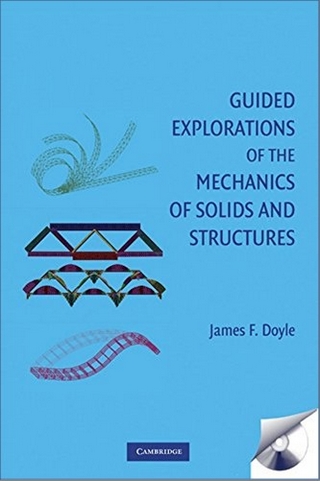 GUIDED
EXPLORATIONS
OF THE
MECHANICS
OF SOLIDS AND
STRUCTURES
James F. Doyle
CAMBRIDGE